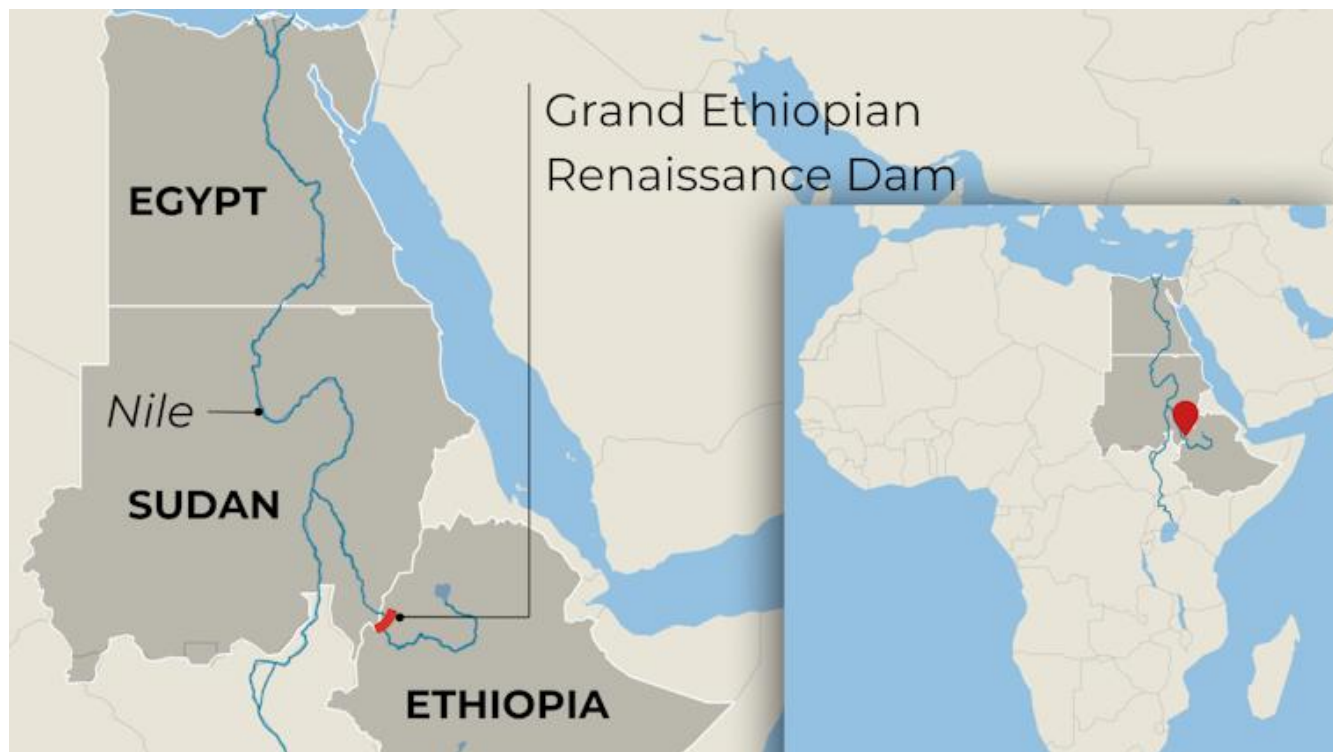 Grand Ethiopian
Renaissance Dam
EGYPT
Nile
SUDAN
ETHIOPIA